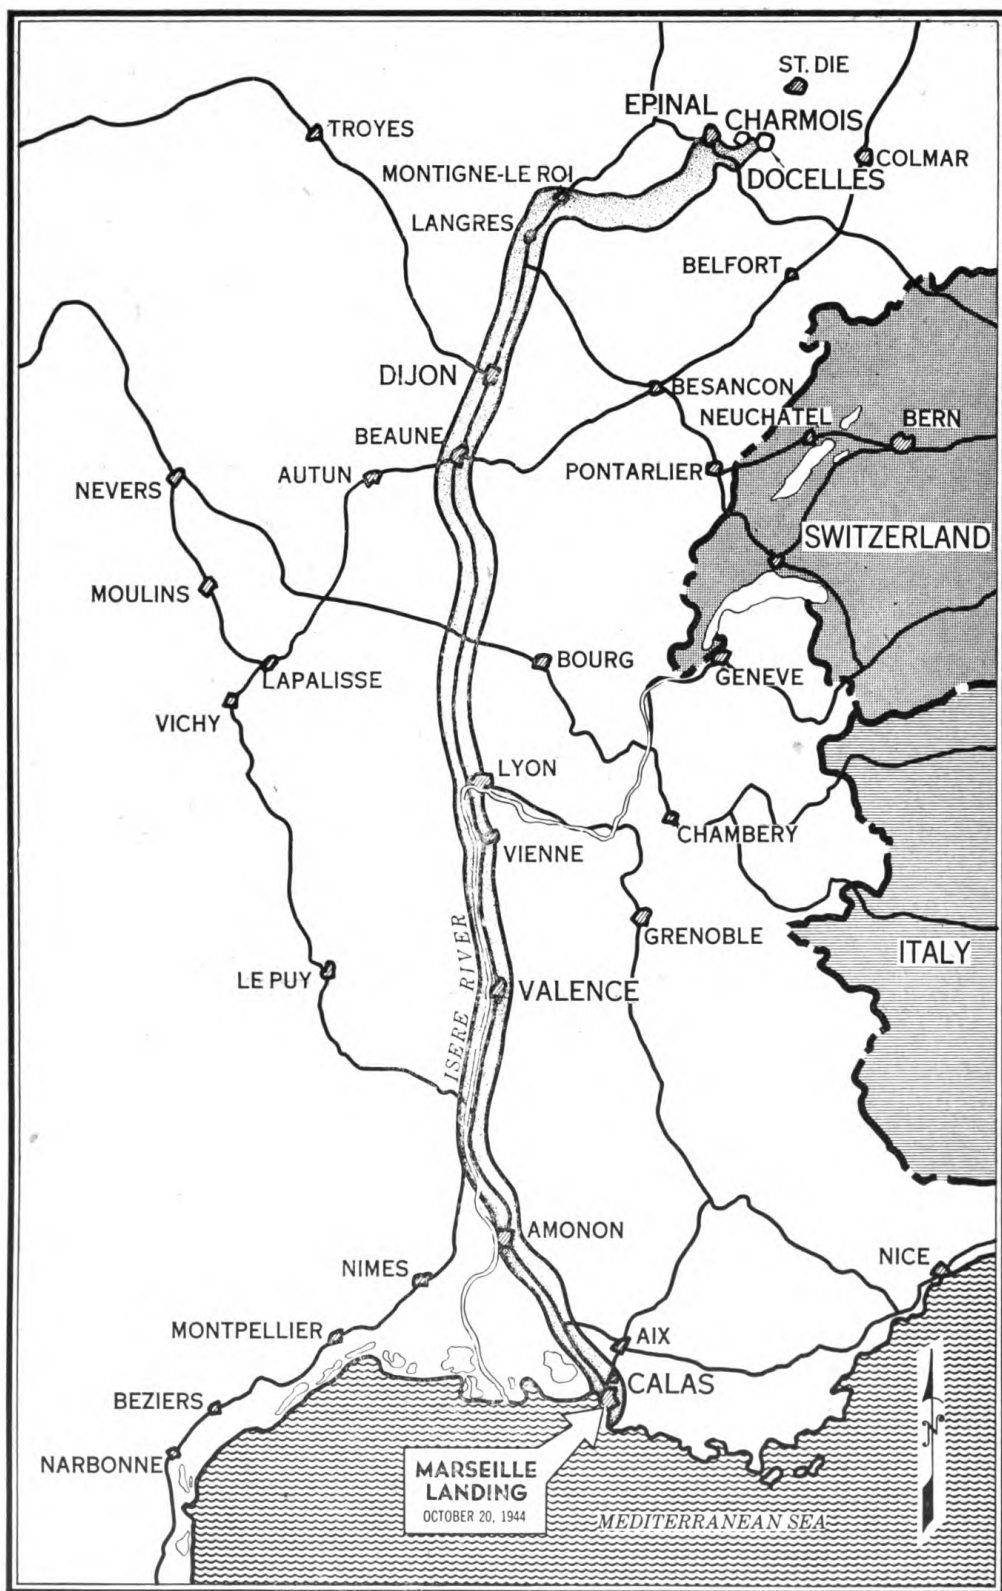 ST. DIE
EPINAL
CHARMOIS
TROYES
COLMAR
MONTIGNE-LE ROI
DOCELLES
LANGRES
BELFORT
DIJON
BESANCON
NEUCHATEL
BERN
BEAUNE
AUTUN
PONTARLIER
NEVERS
SWITZERLAND
MOULINS
BOURG
LAPALISSE
GENEVE
VICHY
LYON
CHAMBERY
VIENNE
GRENOBLE
ISERE RIVER
ITALY
LE PUY
VALENCE
AMONON
NICE
NIMES
MONTPELLIER
AIX
CALAS
BEZIERS
N
NARBONNE
MARSEILLE
LANDING
OCTOBER 20, 1944
MEDITERRANEAN SEA